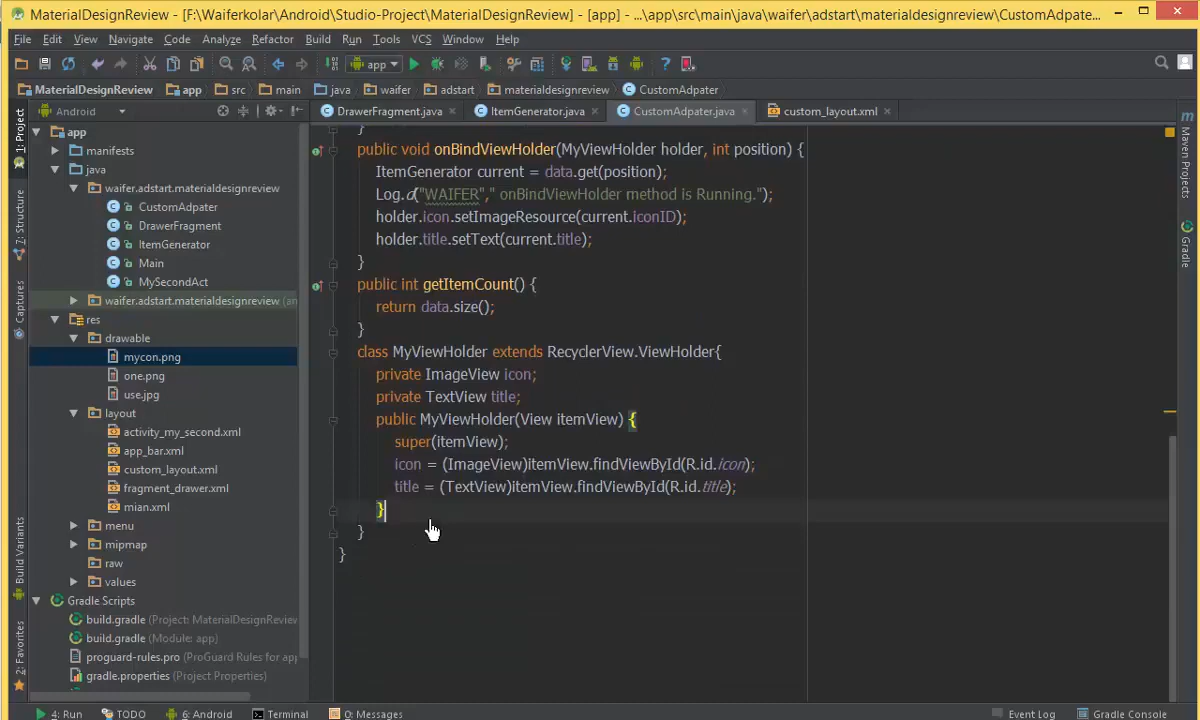 MaterialDesignReview] - [F:\Waiferkolar\Android\Studio-Project\MaterialDesignReview] - [app] - ...\app\src\main\java\waifer\adstart\materialdesignreview\CustomAdpate...
File Edit View Navigate Code Analyze Refactor Build Run Tools VCS Window Help
app
MaterialDesignReview app src main java waifer adstart materialdesignreview CustomAdpater
Android
DrawerFragment.java ItemGenerator.java CustomAdpater.java custom_layout.xml
1: Project
7: Structure
Captures
Build Variants
2: Favorites
app
manifests
java
waifer.adstart.materialdesignreview
CustomAdpater
DrawerFragment
ItemGenerator
Main
MySecondAct
waifer.adstart.materialdesignreview (an
res
drawable
mycon.png
one.png
use.jpg
layout
activity_my_second.xml
app_bar.xml
custom_layout.xml
fragment_drawer.xml
mian.xml
menu
mipmap
raw
values
Gradle Scripts
build.gradle (Project: MaterialDesignReview
build.gradle (Module: app)
proguard-rules.pro (ProGuard Rules for app
gradle.properties (Project Properties)
}
public void onBindViewHolder(MyViewHolder holder, int position) {
ItemGenerator current = data.get(position);
Log.d("WAIFER"," onBindViewHolder method is Running.");
holder.icon.setImageResource(current.iconID);
holder.title.setText(current.title);
}
public int getItemCount() {
return data.size();
}
class MyViewHolder extends RecyclerView.ViewHolder{
private ImageView icon;
private TextView title;
public MyViewHolder(View itemView) {
super(itemView);
icon = (ImageView)itemView.findViewById(R.id.icon);
title = (TextView)itemView.findViewById(R.id.title);
}
}
}
Maven Projects
Gradle
4: Run TODO 6: Android Terminal 0: Messages Event Log Gradle Console